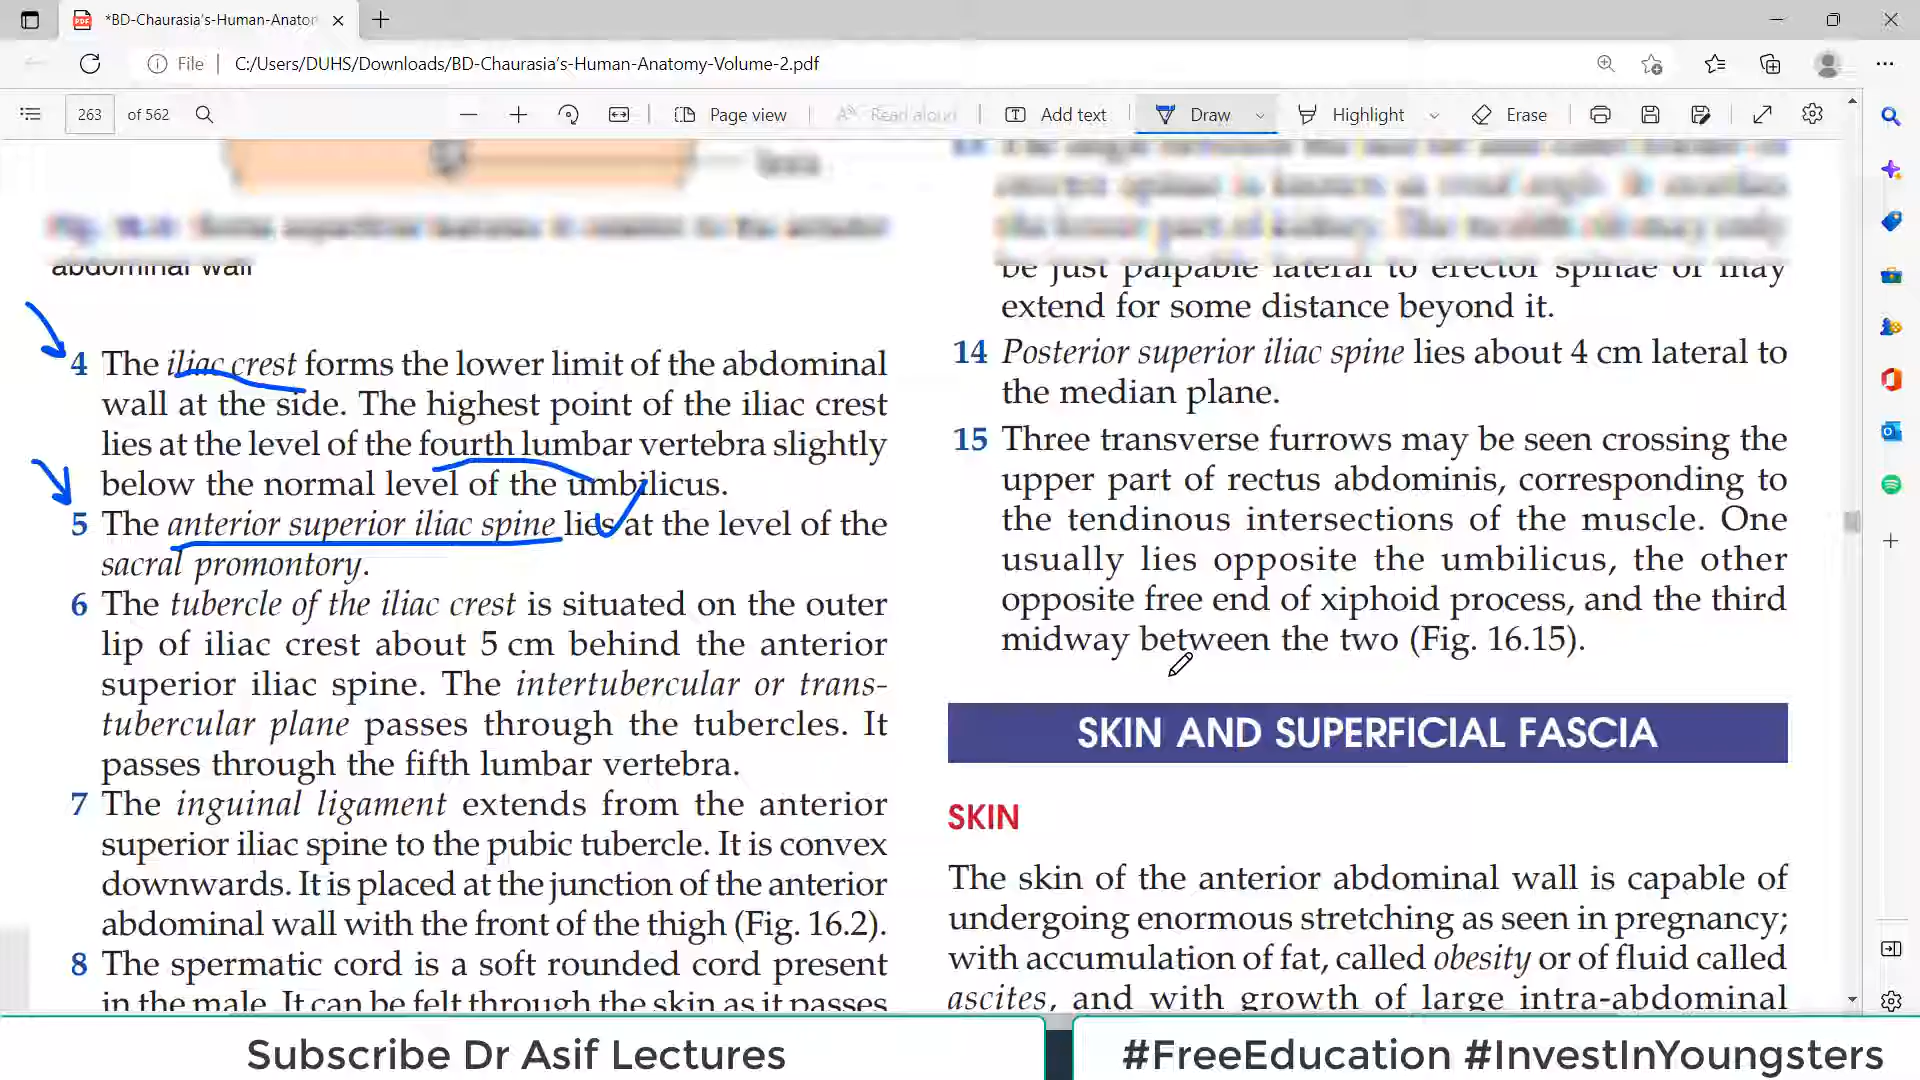 *BD-Chaurasia's-Human-Anator
File
C:/Users/DUHS/Downloads/BD-Chaurasia's-Human-Anatomy-Volume-2.pdf
263 of 562
Page view
Read aloud
Add text
Draw
Highlight
Erase
abdominal wall
4 The iliac crest forms the lower limit of the abdominal
wall at the side. The highest point of the iliac crest
lies at the level of the fourth lumbar vertebra slightly
below the normal level of the umbilicus.
5 The anterior superior iliac spine lies at the level of the
sacral promontory.
6 The tubercle of the iliac crest is situated on the outer
lip of iliac crest about 5 cm behind the anterior
superior iliac spine. The intertubercular or trans-
tubercular plane passes through the tubercles. It
passes through the fifth lumbar vertebra.
7 The inguinal ligament extends from the anterior
superior iliac spine to the pubic tubercle. It is convex
downwards. It is placed at the junction of the anterior
abdominal wall with the front of the thigh (Fig. 16.2).
8 The spermatic cord is a soft rounded cord present
in the male. It can be felt through the skin as it passes
be just palpable lateral to erector spinae or may
extend for some distance beyond it.
14 Posterior superior iliac spine lies about 4 cm lateral to
the median plane.
15 Three transverse furrows may be seen crossing the
upper part of rectus abdominis, corresponding to
the tendinous intersections of the muscle. One
usually lies opposite the umbilicus, the other
opposite free end of xiphoid process, and the third
midway between the two (Fig. 16.15).
SKIN AND SUPERFICIAL FASCIA
SKIN
The skin of the anterior abdominal wall is capable of
undergoing enormous stretching as seen in pregnancy;
with accumulation of fat, called obesity or of fluid called
ascites, and with growth of large intra-abdominal
Subscribe Dr Asif Lectures
#FreeEducation #InvestInYoungsters